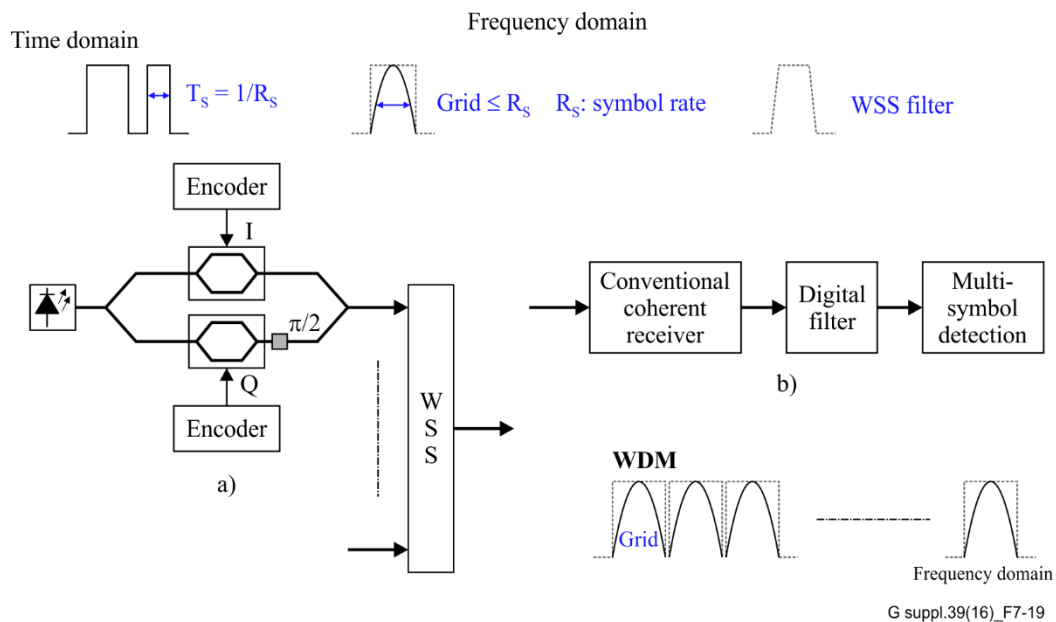 Time domain
Frequency domain
T_S = 1/R_S
Grid ≤ R_S R_S: symbol rate
WSS filter
Encoder
I
π/2
Q
Encoder
a)
W
S
S
Conventional
coherent
receiver
Digital
filter
Multi-
symbol
detection
b)
WDM
Grid
Frequency domain
G suppl.39(16)_F7-19